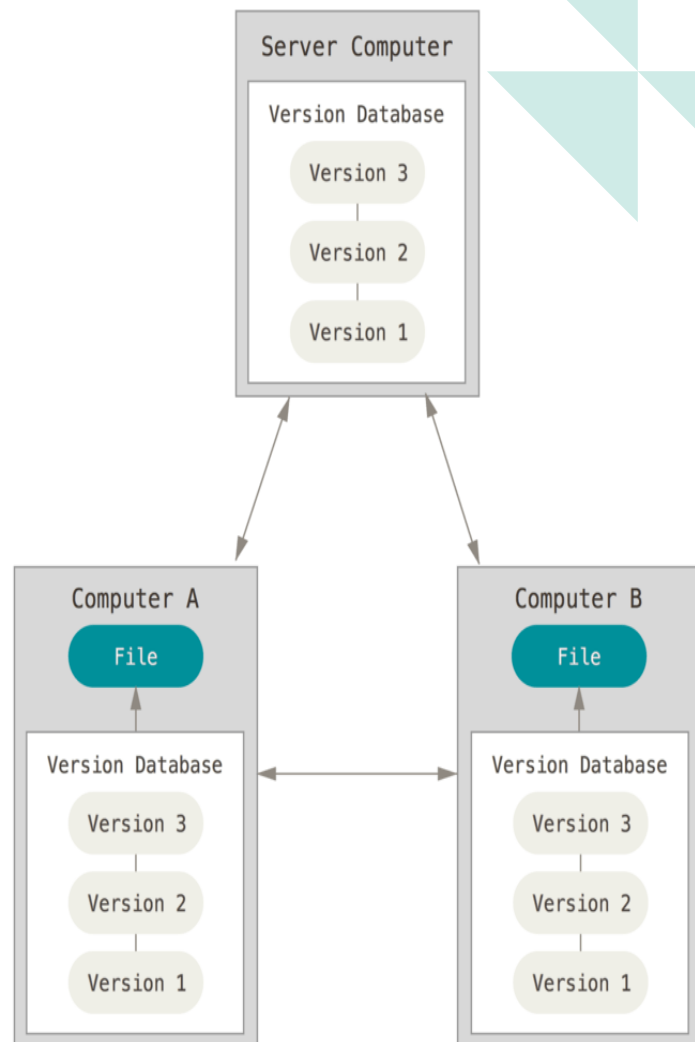 Server Computer
Version Database
Version 3
Version 2
Version 1
Computer A
File
Version Database
Version 3
Version 2
Version 1
Computer B
File
Version Database
Version 3
Version 2
Version 1